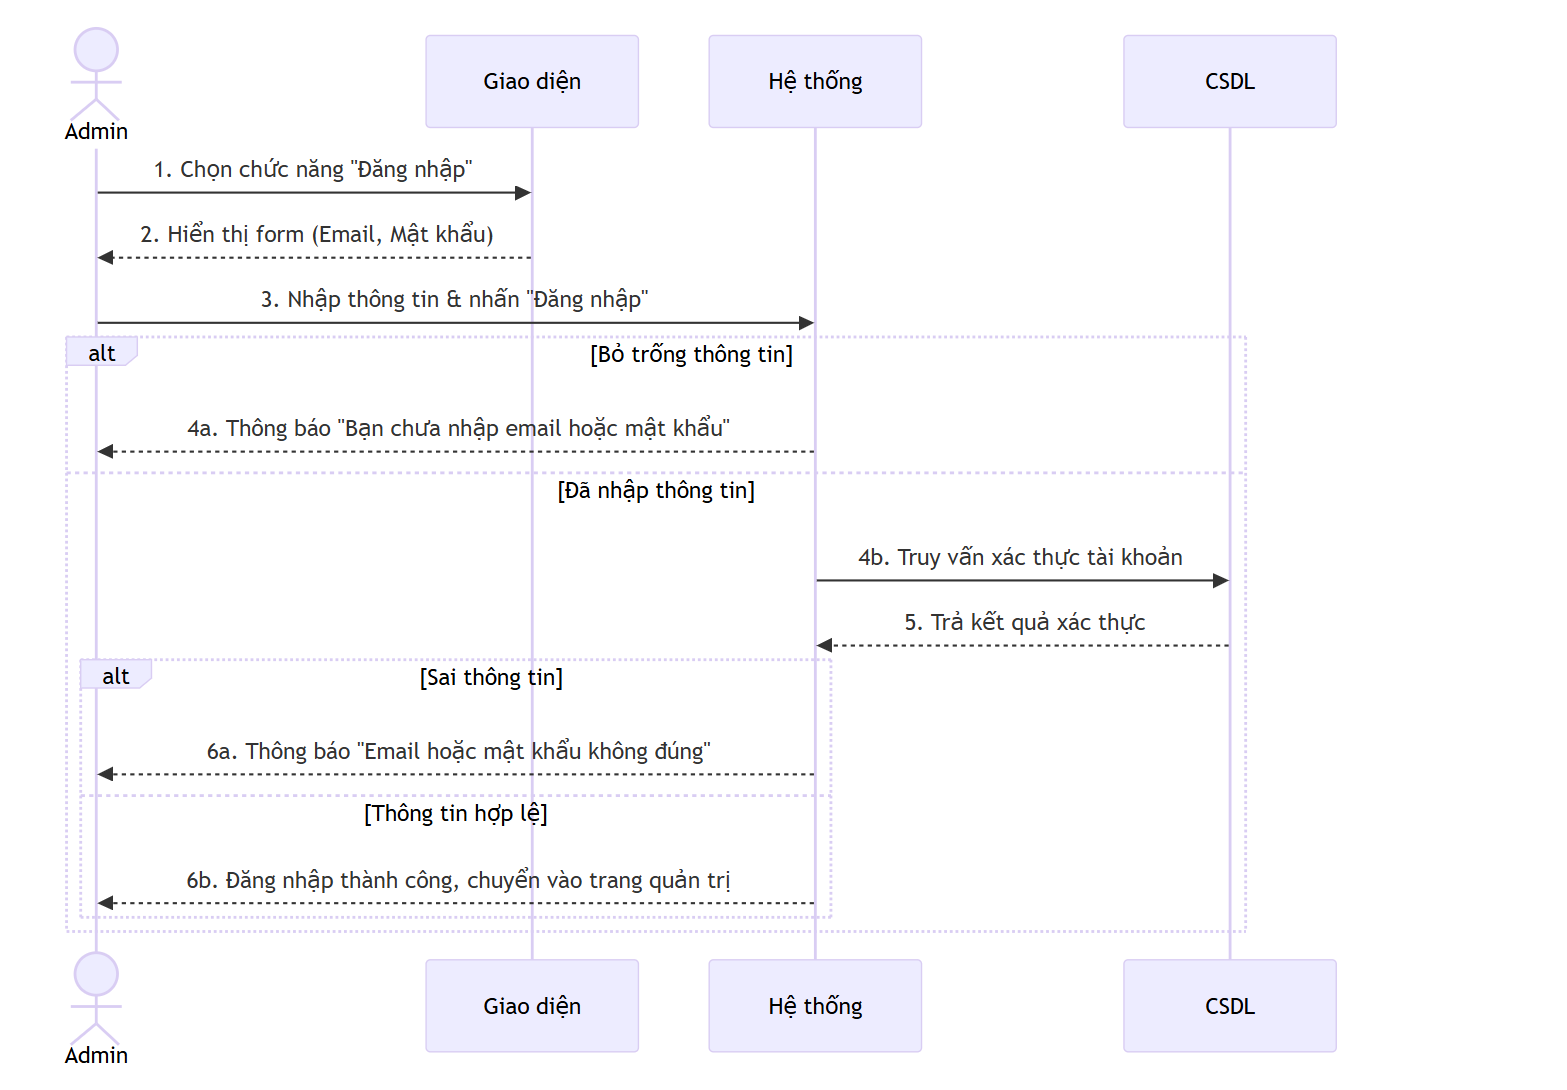 Admin
Giao diện
Hệ thống
CSDL
1. Chọn chức năng "Đăng nhập"
2. Hiển thị form (Email, Mật khẩu)
3. Nhập thông tin & nhấn "Đăng nhập"
alt
[Bỏ trống thông tin]
4a. Thông báo "Bạn chưa nhập email hoặc mật khẩu"
[Đã nhập thông tin]
4b. Truy vấn xác thực tài khoản
5. Trả kết quả xác thực
alt
[Sai thông tin]
6a. Thông báo "Email hoặc mật khẩu không đúng"
[Thông tin hợp lệ]
6b. Đăng nhập thành công, chuyển vào trang quản trị
Admin
Giao diện
Hệ thống
CSDL